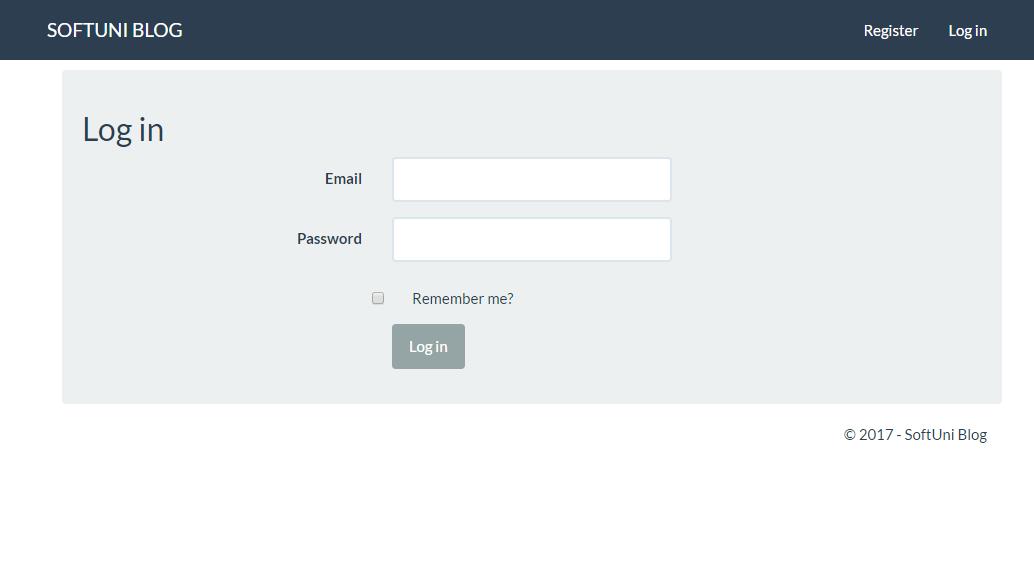 SOFTUNI BLOG
Register
Log in
Log in
Email
Password
Remember me?
Log in
© 2017 - SoftUni Blog